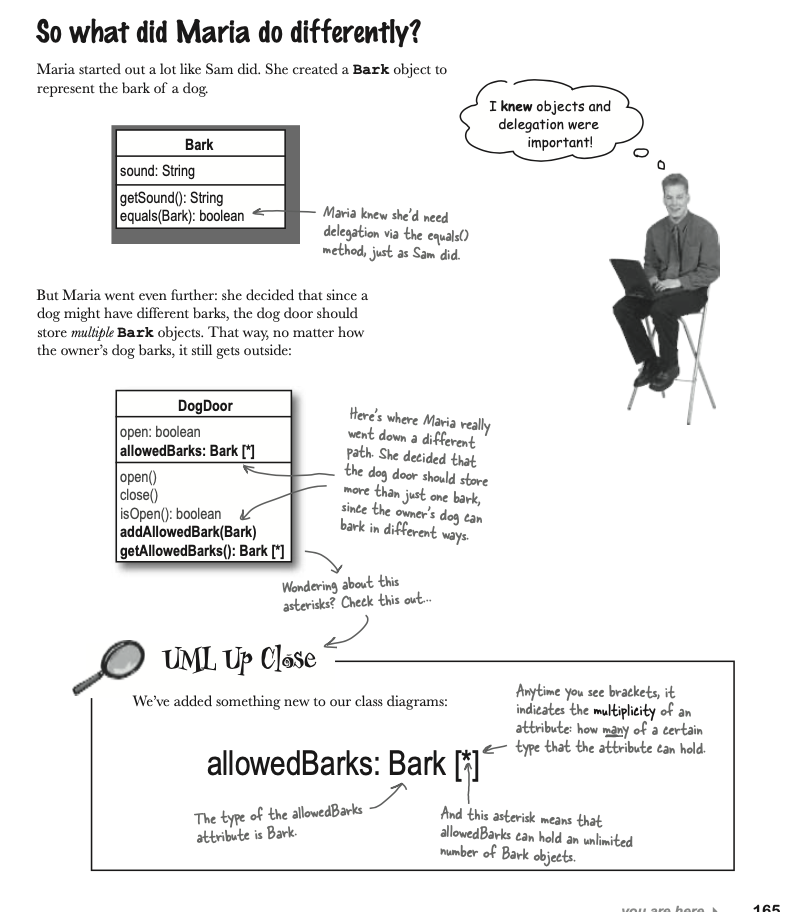 So what did Maria do differently?
Maria started out a lot like Sam did. She created a Bark object to
represent the bark of a dog.
I knew objects and
delegation were
important!
Bark
sound: String
getSound(): String
equals(Bark): boolean
Maria knew she'd need
delegation via the equals()
method, just as Sam did.
But Maria went even further: she decided that since a
dog might have different barks, the dog door should
store multiple Bark objects. That way, no matter how
the owner's dog barks, it still gets outside:
DogDoor
open: boolean
allowedBarks: Bark [*]
open()
close()
isOpen(): boolean
addAllowedBark(Bark)
getAllowedBarks(): Bark [*]
Here's where Maria really
went down a different
path. She decided that
the dog door should store
more than just one bark,
since the owner's dog can
bark in different ways.
Wondering about this
asterisks? Check this out...
UML Up Close
We've added something new to our class diagrams:
Anytime you see brackets, it
indicates the multiplicity of an
attribute: how many of a certain
type that the attribute can hold.
allowedBarks: Bark [*]
The type of the allowedBarks
attribute is Bark.
And this asterisk means that
allowedBarks can hold an unlimited
number of Bark objects.
you are here
165